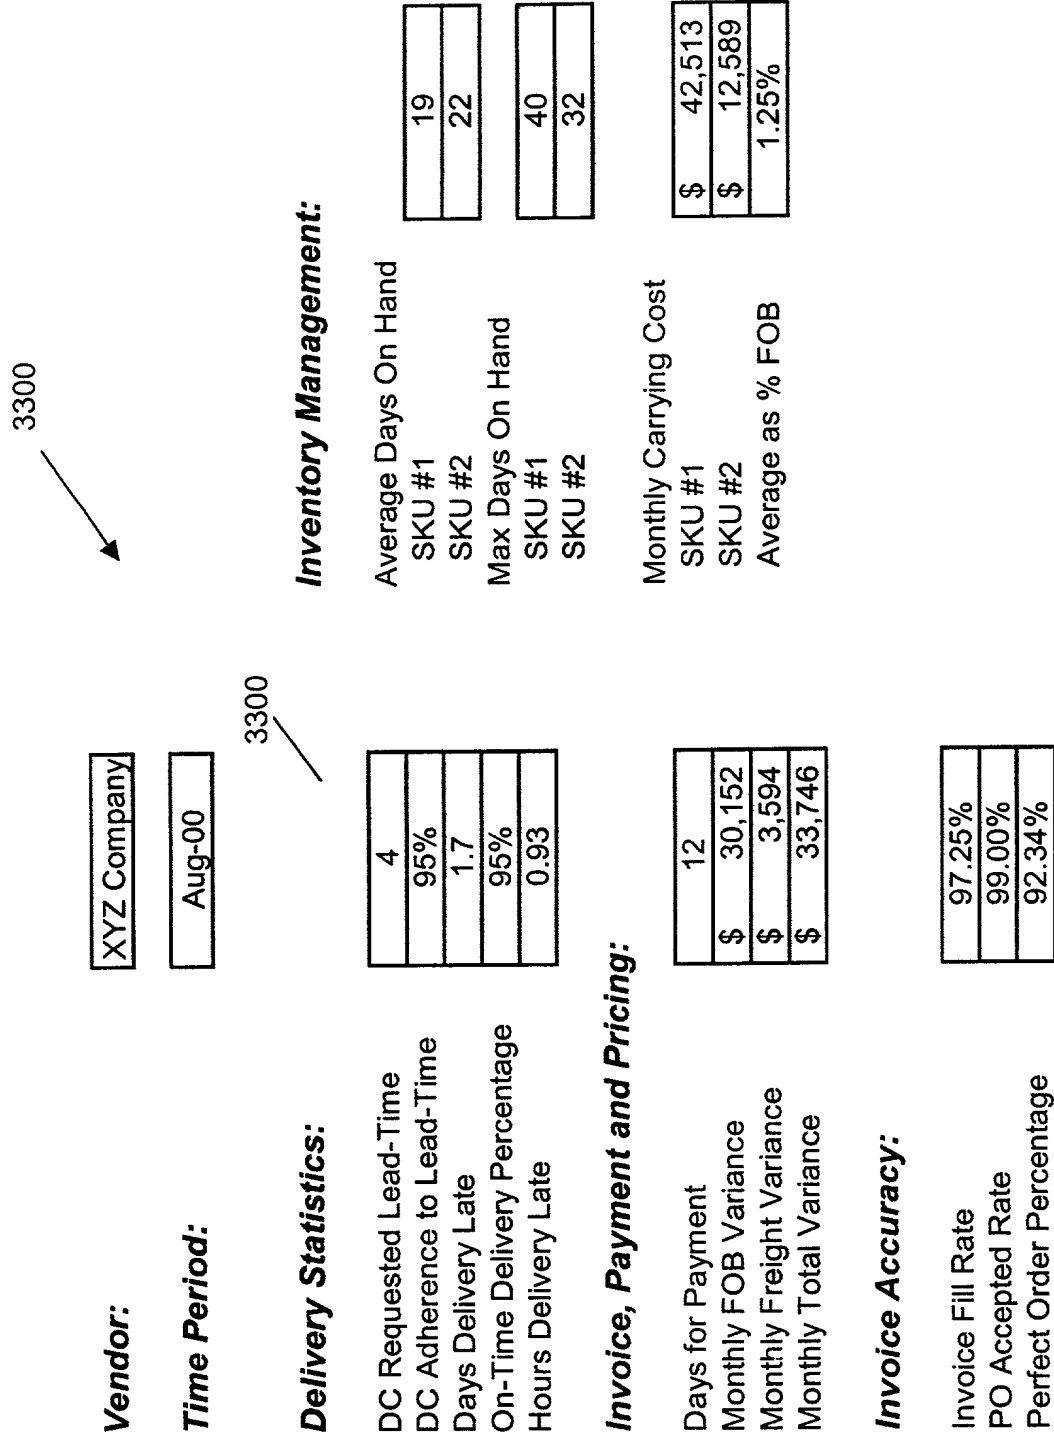 3300
Vendor: XYZ Company
Time Period: Aug-00
3300
Delivery Statistics:
DC Requested Lead-Time 4
DC Adherence to Lead-Time 95%
Days Delivery Late 1.7
On-Time Delivery Percentage 95%
Hours Delivery Late 0.93
Invoice, Payment and Pricing:
Days for Payment 12
Monthly FOB Variance $ 30,152
Monthly Freight Variance $ 3,594
Monthly Total Variance $ 33,746
Invoice Accuracy:
Invoice Fill Rate 97.25%
PO Accepted Rate 99.00%
Perfect Order Percentage 92.34%
Inventory Management:
Average Days On Hand
SKU #1 19
SKU #2 22
Max Days On Hand
SKU #1 40
SKU #2 32
Monthly Carrying Cost
SKU #1 $ 42,513
SKU #2 $ 12,589
Average as % FOB 1.25%